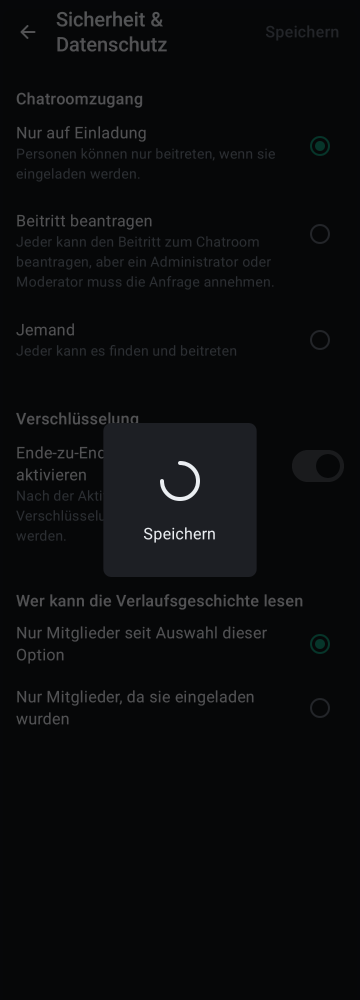 Sicherheit &
Datenschutz
Speichern
Chatroomzugang
Nur auf Einladung
Personen können nur beitreten, wenn sie
eingeladen werden.
Beitritt beantragen
Jeder kann den Beitritt zum Chatroom
beantragen, aber ein Administrator oder
Moderator muss die Anfrage annehmen.
Jemand
Jeder kann es finden und beitreten
Verschlüsselung
Ende-zu-End
aktivieren
Nach der Akti
Verschlüsselu
werden.
Speichern
Wer kann die Verlaufsgeschichte lesen
Nur Mitglieder seit Auswahl dieser
Option
Nur Mitglieder, da sie eingeladen
wurden